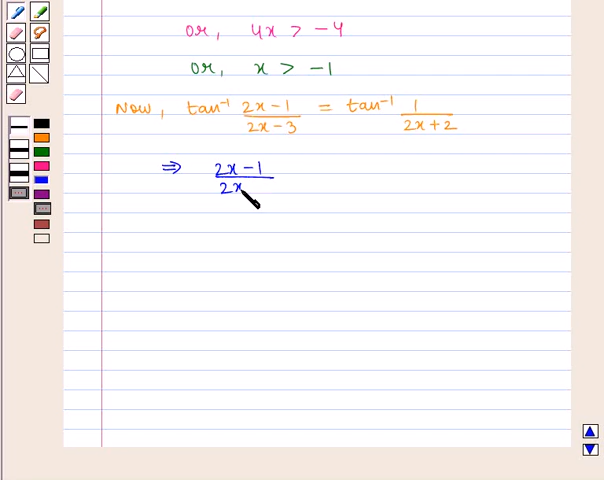 or, 4x > -4
or, x > -1
Now, tan⁻¹ (2x-1)/(2x-3) = tan⁻¹ 1/(2x+2)
⇒ (2x-1)/2x